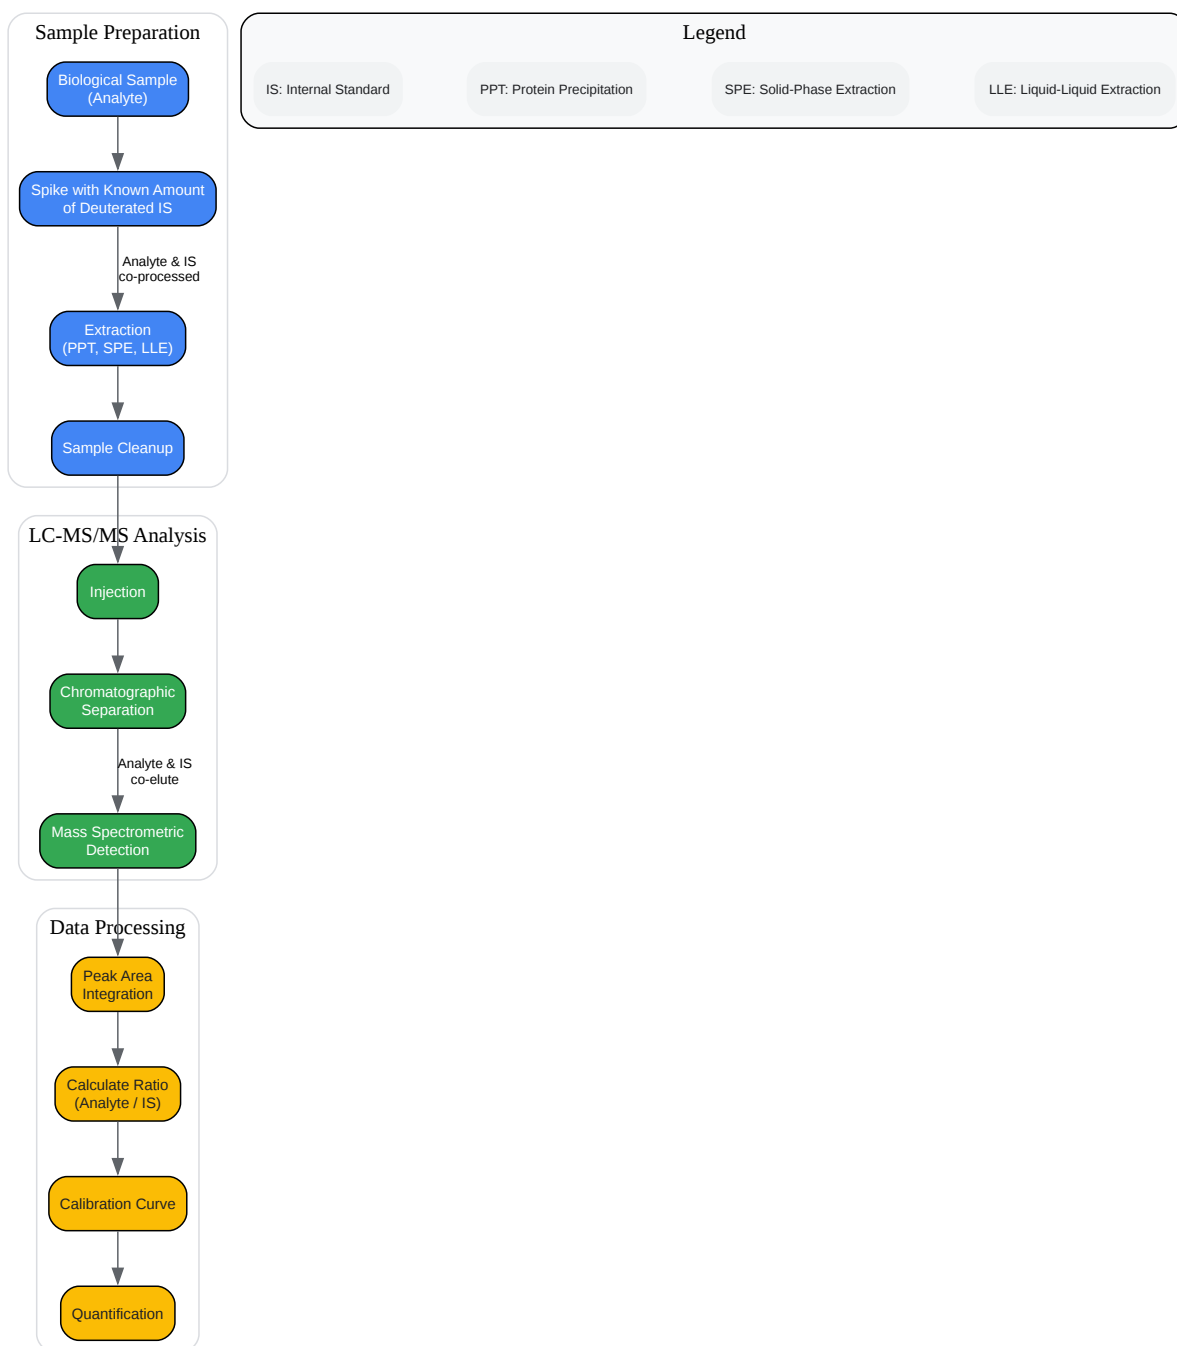 Sample Preparation
Biological Sample
(Analyte)
Spike with Known Amount
of Deuterated IS
Analyte & IS
co-processed
Extraction
(PPT, SPE, LLE)
Sample Cleanup
LC-MS/MS Analysis
Injection
Chromatographic
Separation
Analyte & IS
co-elute
Mass Spectrometric
Detection
Data Processing
Peak Area
Integration
Calculate Ratio
(Analyte / IS)
Calibration Curve
Quantification
Legend
IS: Internal Standard
PPT: Protein Precipitation
SPE: Solid-Phase Extraction
LLE: Liquid-Liquid Extraction